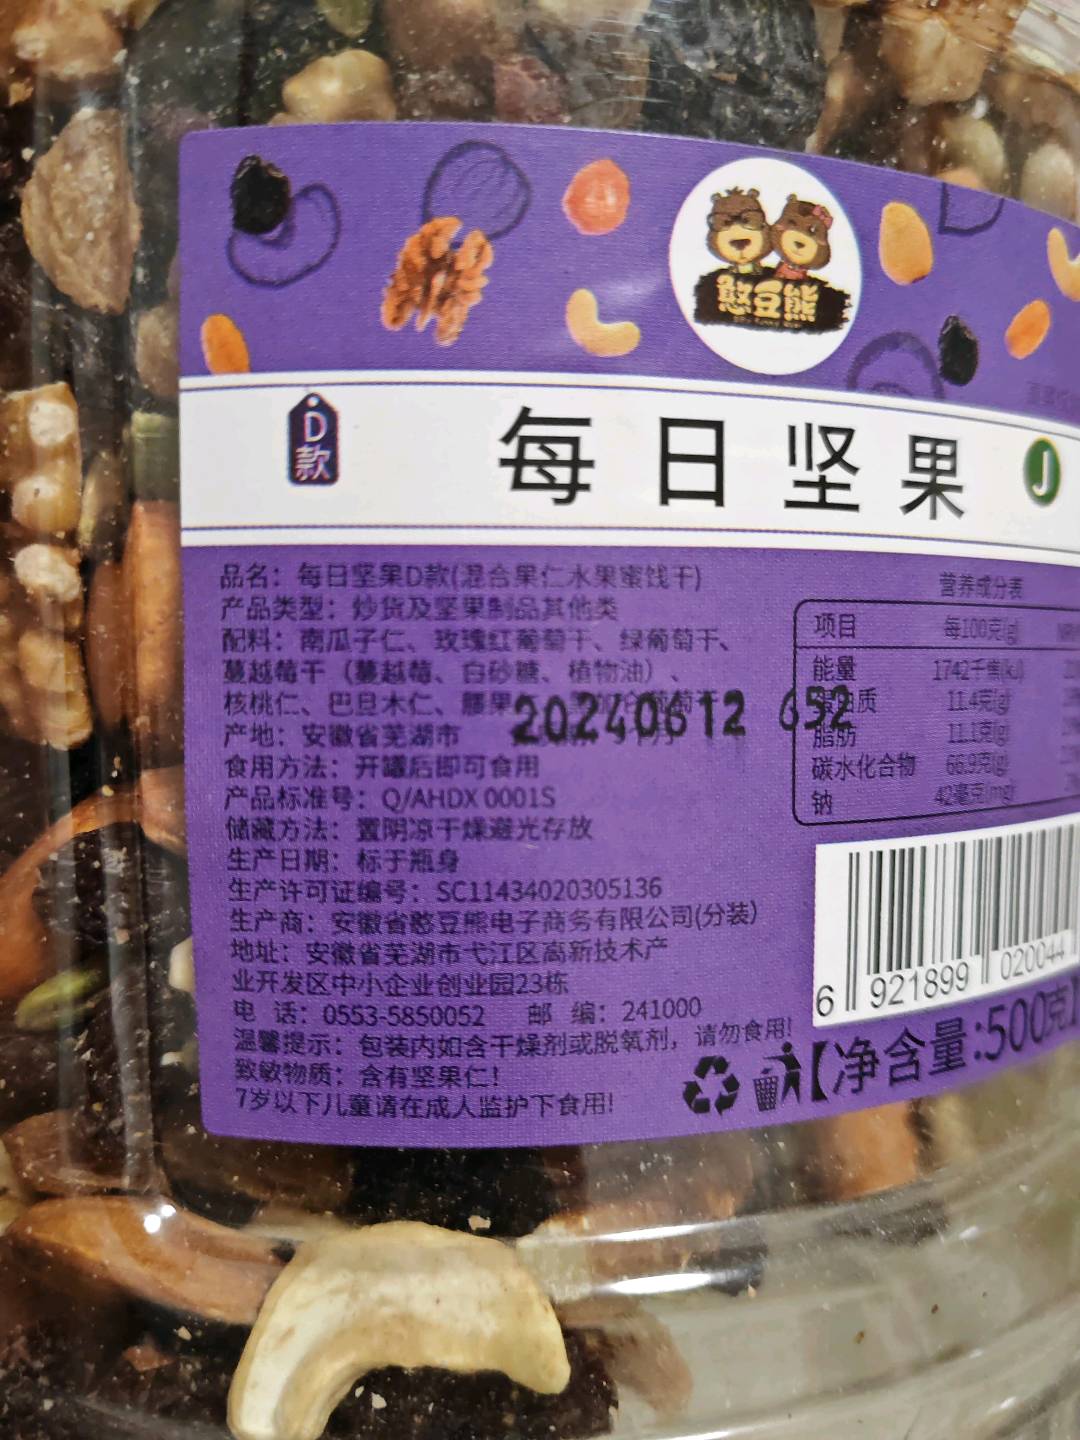 憨豆熊
D款
每日坚果
J
品名：每日坚果D款(混合果仁水果蜜饯干)
产品类型：炒货及坚果制品其他类
配料：南瓜子仁、玫瑰红葡萄干、绿葡萄干、
蔓越莓干（蔓越莓、白砂糖、植物油）、
核桃仁、巴旦木仁、腰果
产地：安徽省芜湖市
20240612 652
食用方法：开罐后即可食用
产品标准号：Q/AHDX 0001S
储藏方法：置阴凉干燥避光存放
生产日期：标于瓶身
生产许可证编号：SC11434020305136
生产商：安徽省憨豆熊电子商务有限公司(分装)
地址：安徽省芜湖市弋江区高新技术产
业开发区中小企业创业园23栋
电 话：0553-5850052 邮 编：241000
温馨提示：包装内如含干燥剂或脱氧剂，请勿食用！
致敏物质：含有坚果仁！
7岁以下儿童请在成人监护下食用！
营养成分表
项目 每100克(g)
能量 1742千焦(kJ)
蛋白质 11.4克(g)
脂肪 11.1克(g)
碳水化合物 66.9克(g)
钠 42毫克(mg)
6 921899 020044
【净含量:500克】